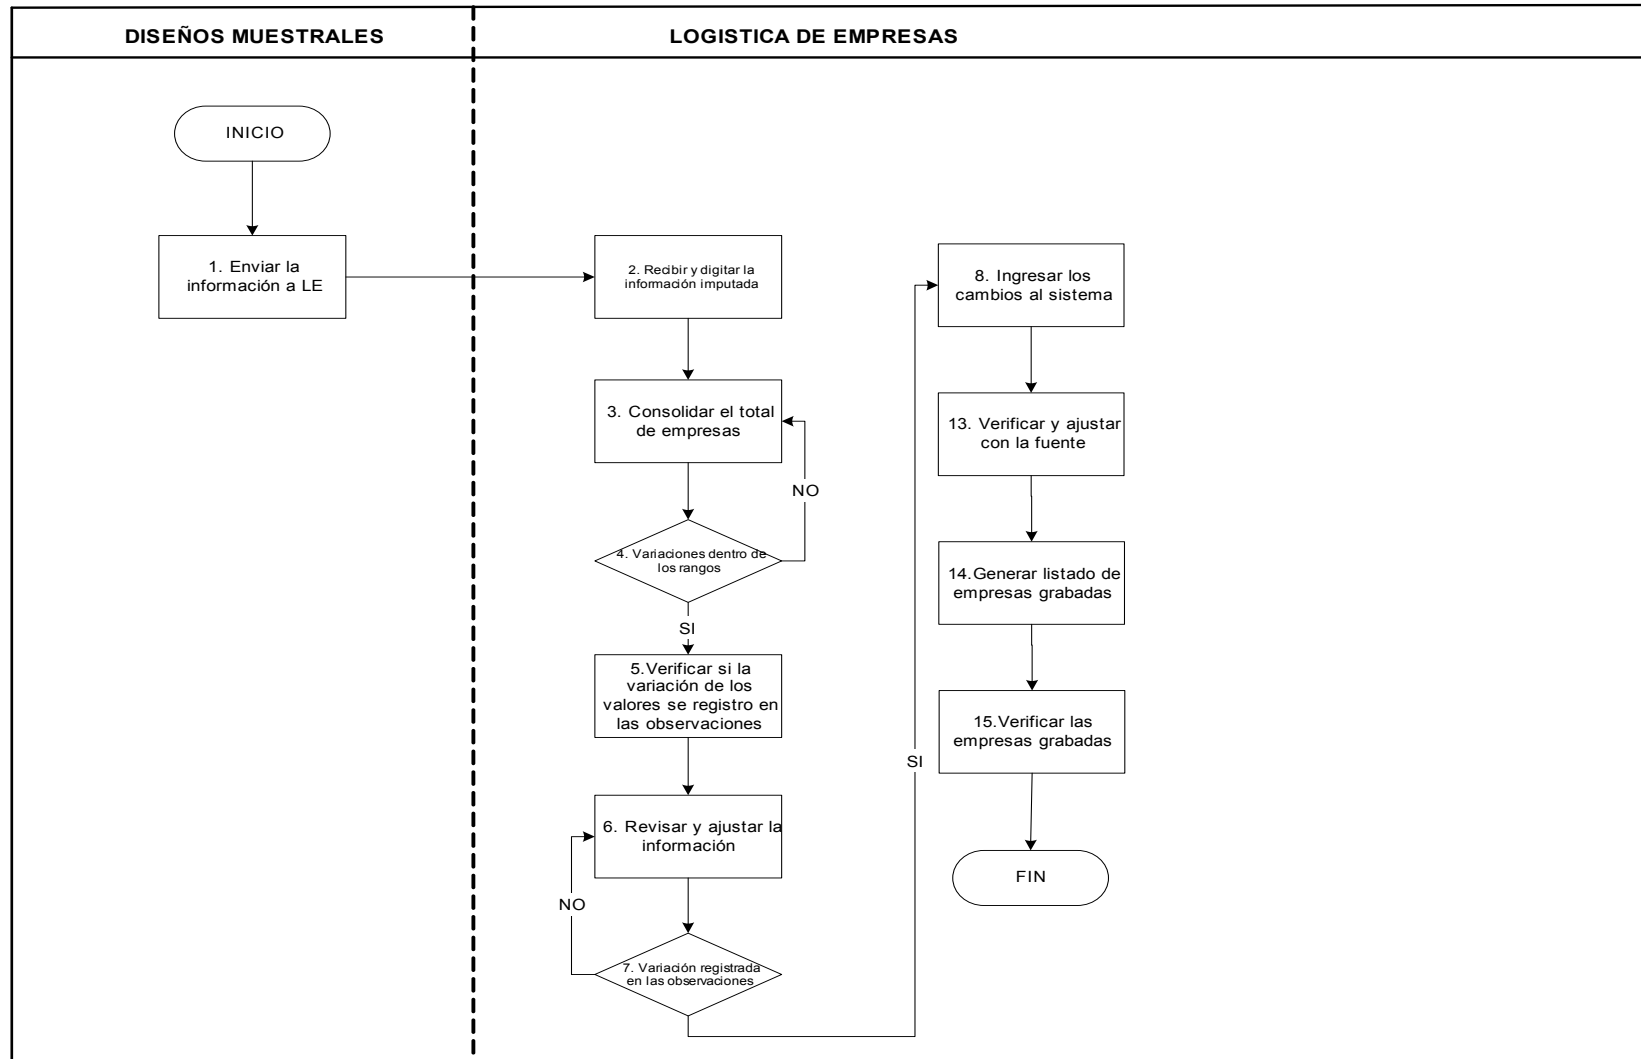 DISEÑOS MUESTRALES
LOGISTICA DE EMPRESAS
INICIO
1. Enviar la
información a LE
2. Recibir y digitar la
información imputada
3. Consolidar el total
de empresas
NO
4. Variaciones dentro de
los rangos
SI
5.Verificar si la
variación de los
valores se registro en
las observaciones
6. Revisar y ajustar la
información
NO
7. Variación registrada
en las observaciones
SI
8. Ingresar los
cambios al sistema
13. Verificar y ajustar
con la fuente
14.Generar listado de
empresas grabadas
15.Verificar las
empresas grabadas
FIN